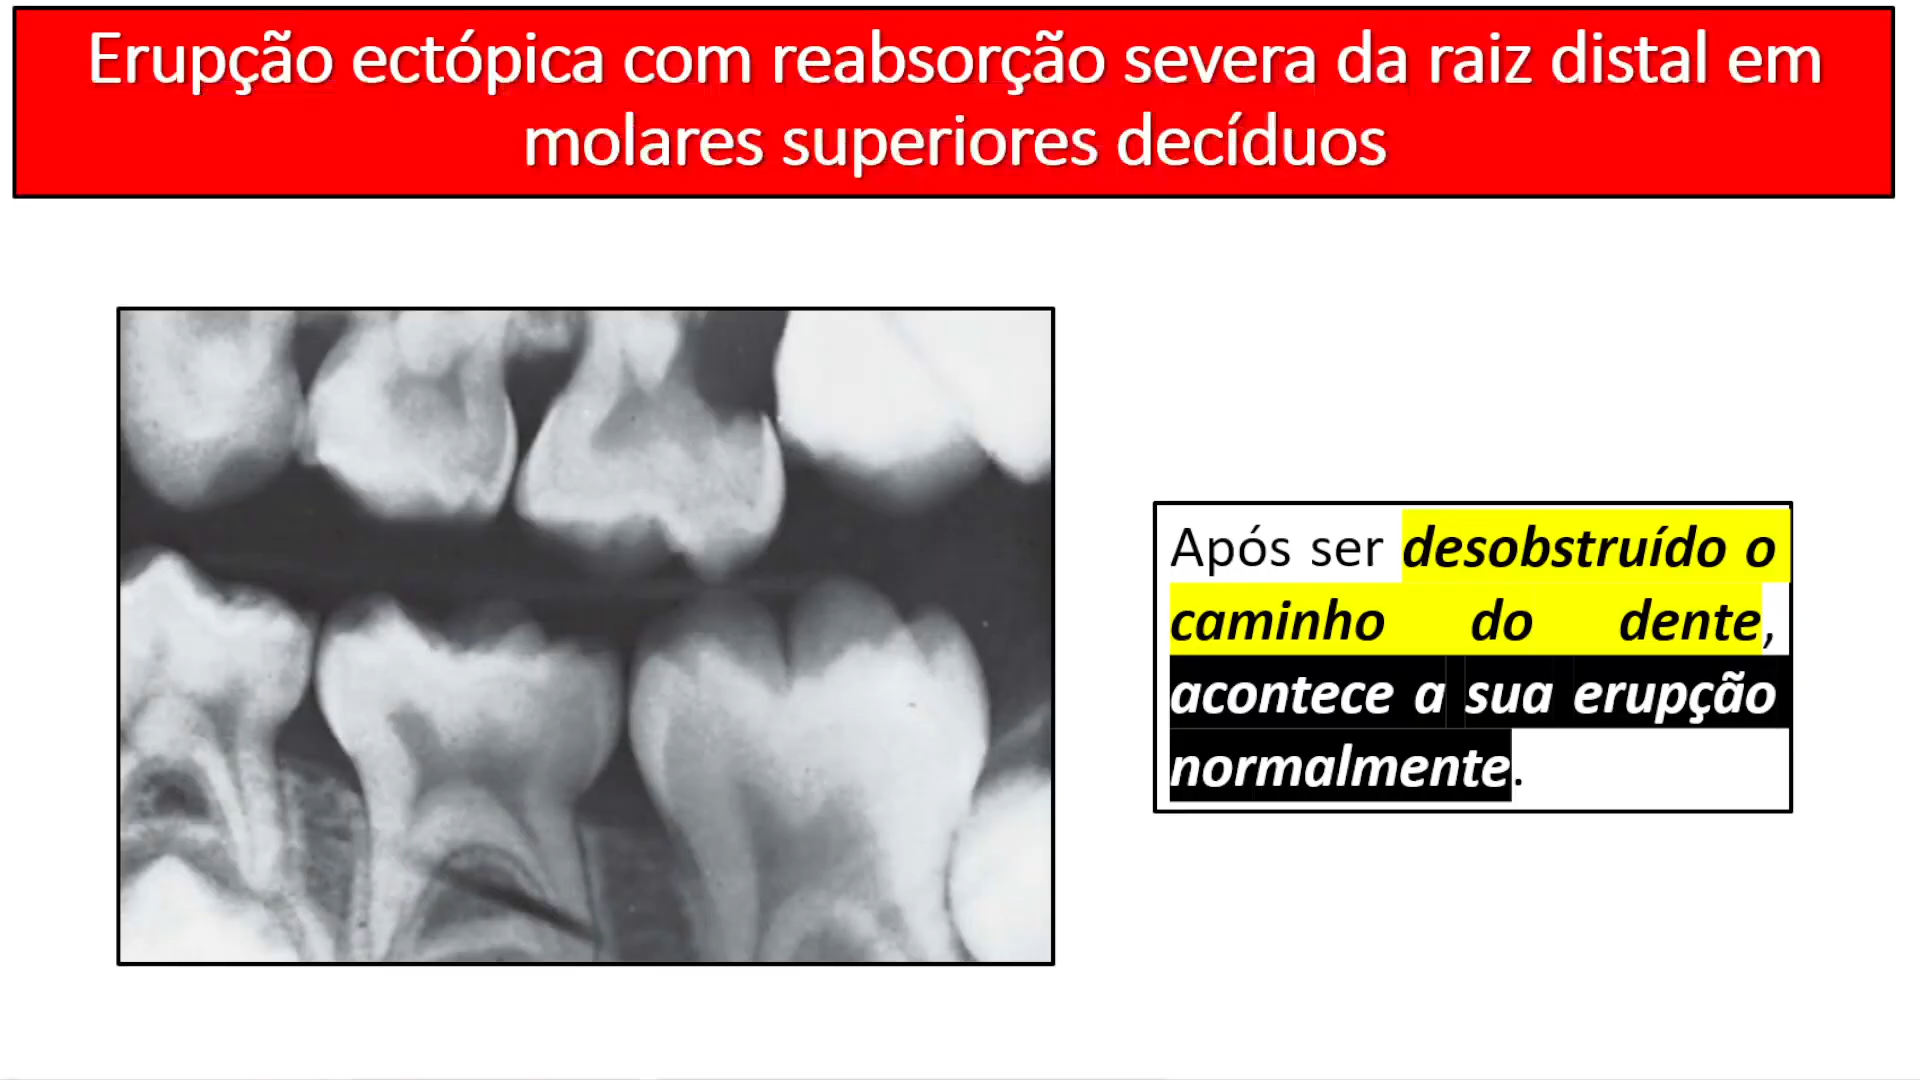 Erupção ectópica com reabsorção severa da raiz distal em
molares superiores decíduos
Após ser desobstruído o
caminho do dente,
acontece a sua erupção
normalmente.